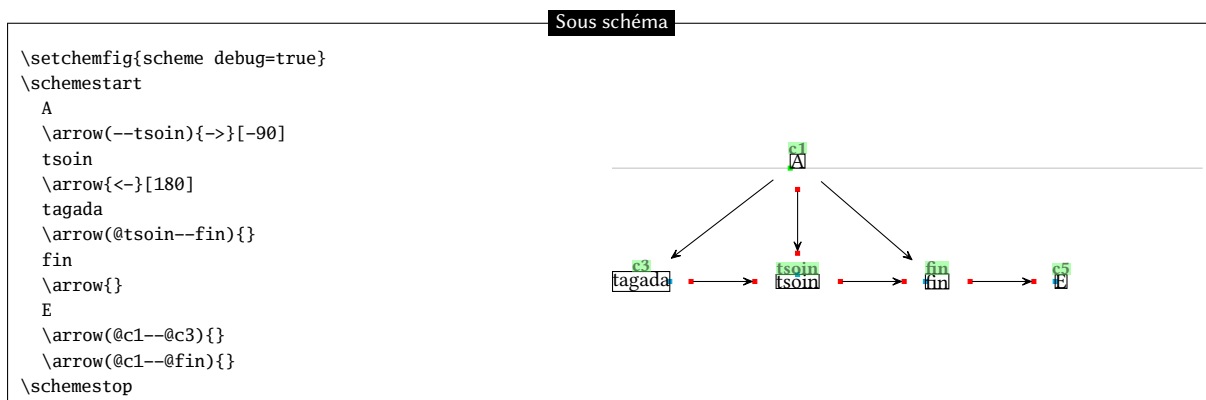 Sous schéma
\setchemfig{scheme debug=true}
\schemestart
A
\arrow(--tsoin){->}[-90]
tsoin
\arrow{<-}[180]
tagada
\arrow(@tsoin--fin){}
fin
\arrow{}
E
\arrow(@c1--@c3){}
\arrow(@c1--@fin){}
\schemestop
c1
A
c3 tsoin fin c5
tagada tsoin fin E